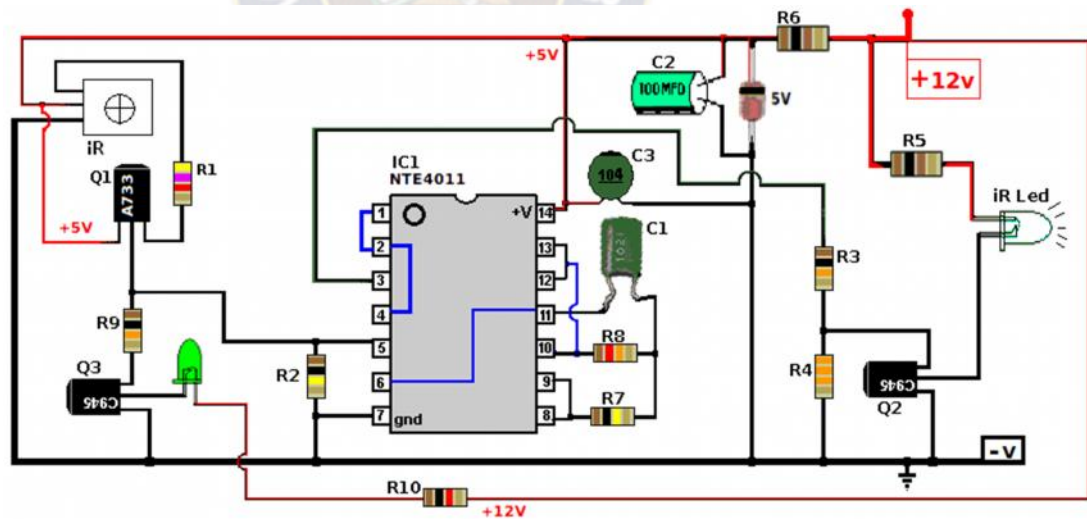 R6
+12v
+5V
C2
100MFD
5V
iR
R1
Q1
A733
+5V
IC1
NTE4011
C3
104
C1
102J
R5
iR Led
R3
1
2
3
4
5
6
7
gnd
+V
14
13
12
11
10
9
8
R9
R2
R8
R7
R4
Q3
C945
C945
Q2
-v
R10
+12V